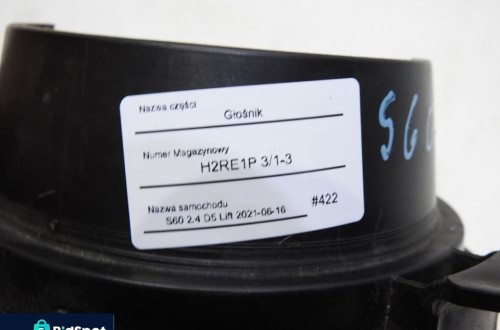 Nazwa części
Głośnik
Numer Magazynowy
H2RE1P 3/1-3
Nazwa samochodu
#422
S60 2.4 D5 Lift 2021-06-16
S60
BidSpot